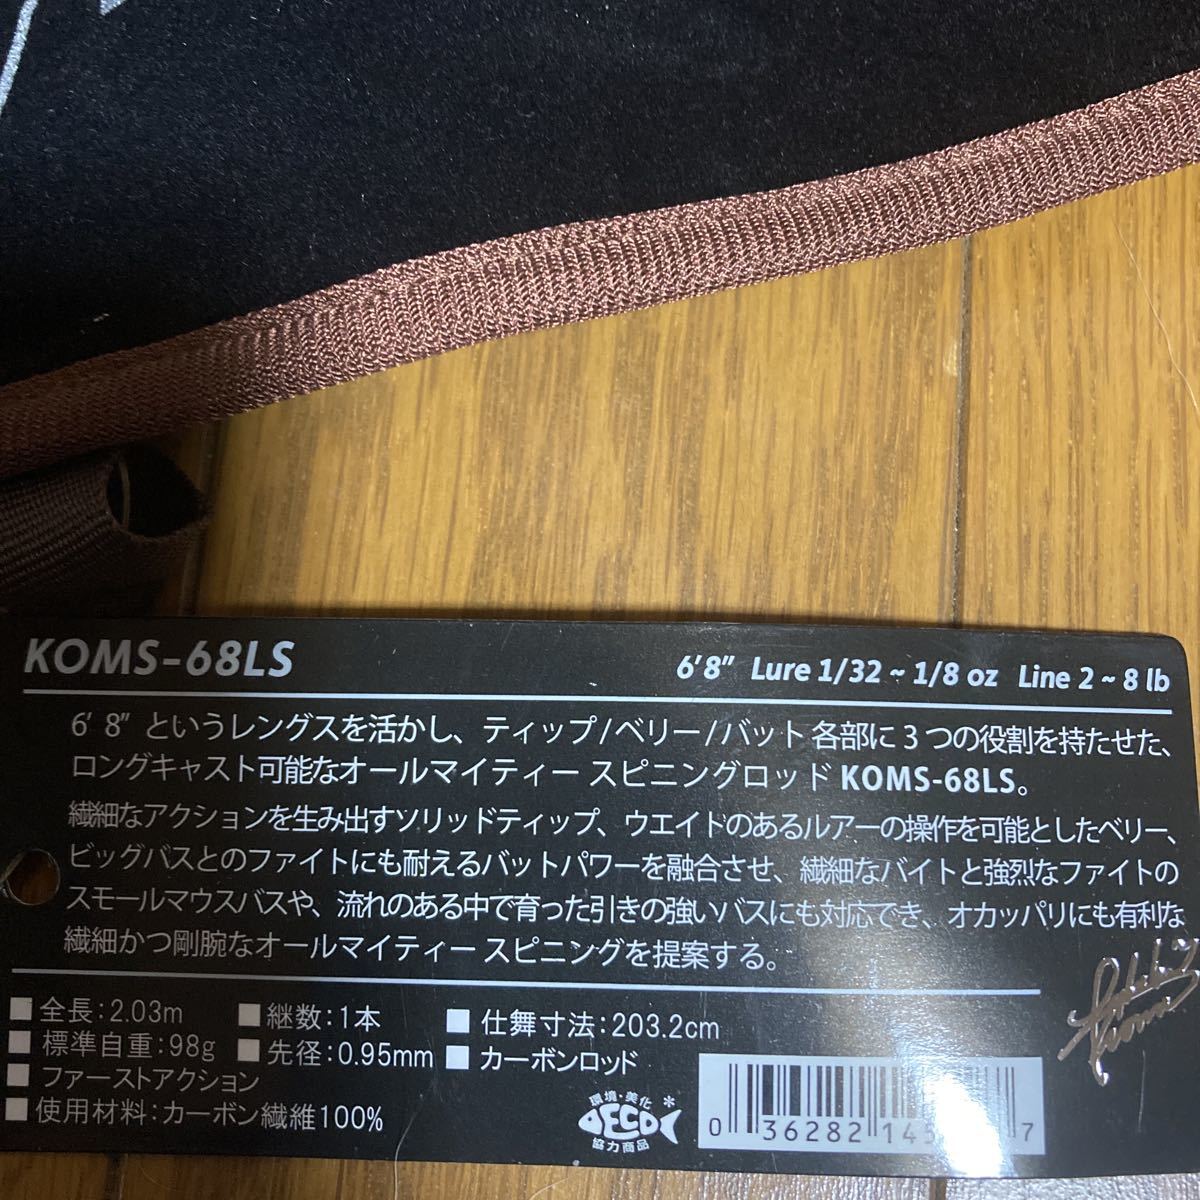 KOMS-68LS
6'8" Lure 1/32 ~ 1/8 oz Line 2 ~ 8 lb
6' 8" というレングスを活かし、ティップ/ベリー/バット 各部に 3 つの役割を持たせた、
ロングキャスト可能なオールマイティー スピニングロッド KOMS-68LS。
繊細なアクションを生み出すソリッドティップ、ウエイトのあるルアーの操作を可能としたベリー、
ビッグバスとのファイトにも耐えるバットパワーを融合させ、繊細なバイトと強烈なファイトの
スモールマウスバスや、流れのある中で育った引きの強いバスにも対応でき、オカッパリにも有利な
繊細かつ剛腕なオールマイティー スピニングを提案する。
■全長：2.03m ■継数：1本 ■仕舞寸法：203.2cm
■標準自重：98g ■先径：0.95mm ■カーボンロッド
■ファーストアクション
■使用材料：カーボン繊維100%
環境・美化
DECO
協力商品
0 36282 145 7